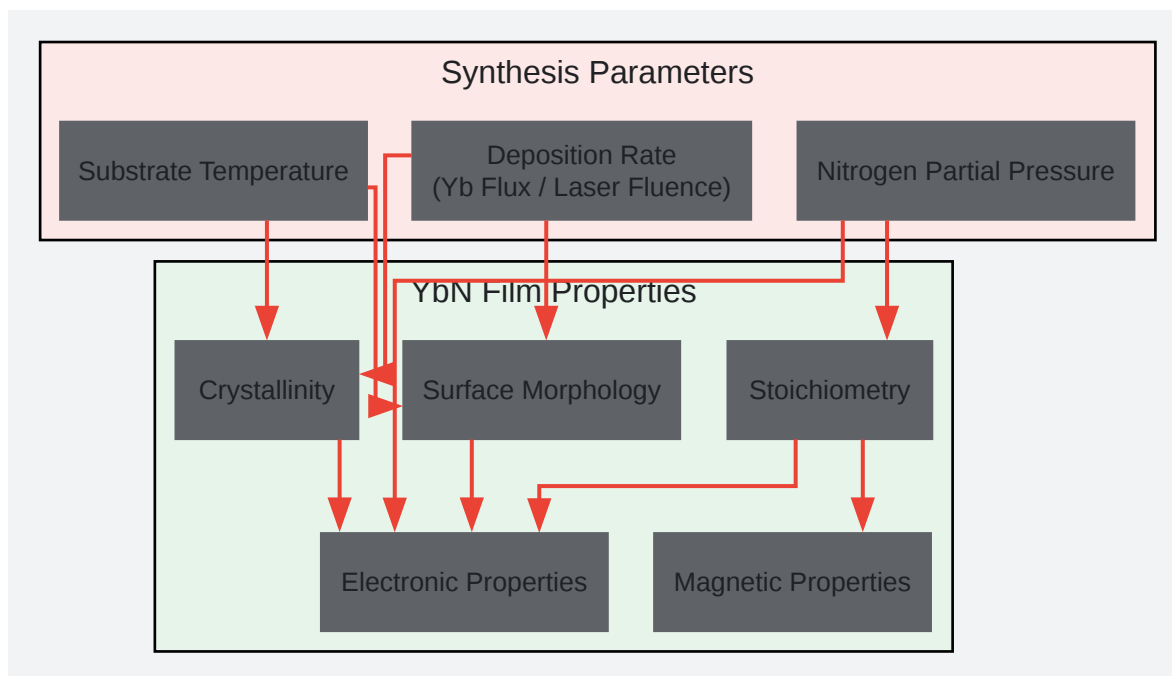 Synthesis Parameters
Substrate Temperature
Deposition Rate
(Yb Flux / Laser Fluence)
Nitrogen Partial Pressure
YbN Film Properties
Crystallinity
Surface Morphology
Stoichiometry
Electronic Properties
Magnetic Properties